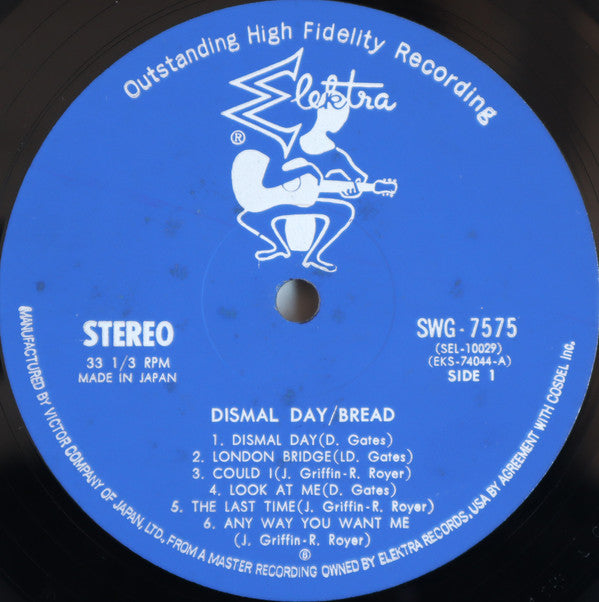 Outstanding High Fidelity Recording
Elektra
®
STEREO
33 1/3 RPM
MADE IN JAPAN
SWG-7575
(SEL-10029)
(EKS-74044-A)
SIDE 1
DISMAL DAY/BREAD
1. DISMAL DAY(D. Gates)
2. LONDON BRIDGE(LD. Gates)
3. COULD I(J. Griffin-R. Royer)
4. LOOK AT ME(D. Gates)
5. THE LAST TIME(J. Griffin-R. Royer)
6. ANY WAY YOU WANT ME
(J. Griffin-R. Royer)
MANUFACTURED BY VICTOR COMPANY OF JAPAN, LTD., FROM A MASTER RECORDING OWNED BY ELEKTRA RECORDS, USA BY AGREEMENT WITH COSDEL Inc.